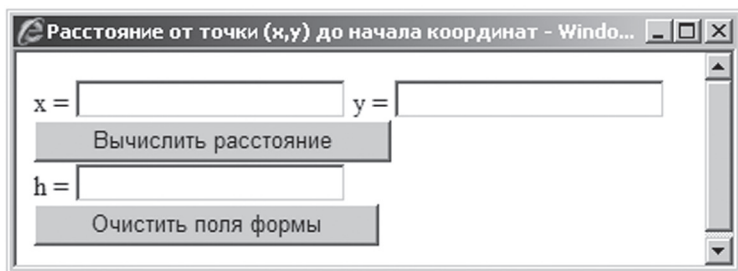 Расстояние от точки (x,y) до начала координат - Windo...
x = y =
Вычислить расстояние
h =
Очистить поля формы